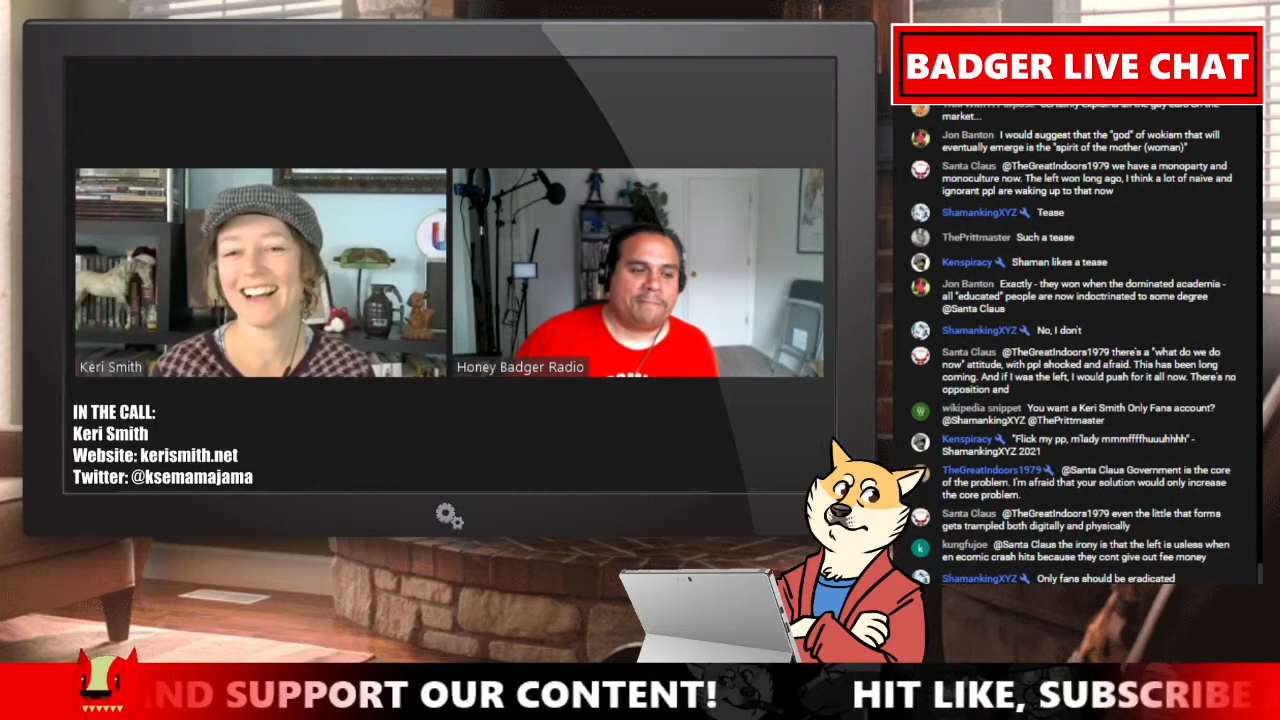 BADGER LIVE CHAT
market...
Jon Banton I would suggest that the "god" of wokism that will
eventually emerge is the "spirit of the mother (woman)"
Santa Claus @TheGreatIndoors1979 we have a monoparty and
monoculture now. The left won long ago, I think a lot of naive and
ignorant ppl are waking up to that now
ShamankingXYZ Tease
ThePrittmaster Such a tease
Kenspiracy Shaman likes a tease
Jon Banton Exactly - they won when the dominated academia -
all "educated" people are now indoctrinated to some degree
@Santa Claus
ShamankingXYZ No, I don't
Santa Claus @TheGreatIndoors1979 there's a "what do we do
now" attitude, with ppl shocked and afraid. This has been long
coming. And if I was the left, I would push for it all now. There's no
opposition and
W
wikipedia snippet You want a Keri Smith Only Fans account?
@ShamankingXYZ @ThePrittmaster
Kenspiracy "Flick my pp, m'lady mmmffffhuuuhhhh" -
ShamankingXYZ 2021
TheGreatIndoors1979 @Santa Claus Government is the core
of the problem. I'm afraid that your solution would only increase
the core problem.
Santa Claus @TheGreatIndoors1979 even the little that forms
gets trampled both digitally and physically
k
kungfujoe @Santa Claus the irony is that the left is usless when
en ecomic crash hits because they cont give out fee money
ShamankingXYZ Only fans should be eradicated
Keri Smith
Honey Badger Radio
IN THE CALL:
Keri Smith
Website: kerismith.net
Twitter: @ksemamajama
ND SUPPORT OUR CONTENT! HIT LIKE, SUBSCRIBE